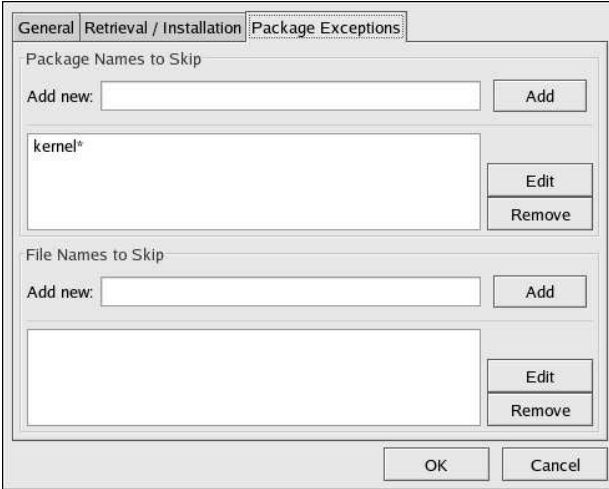 General Retrieval / Installation Package Exceptions
Package Names to Skip
Add new: Add
kernel*
Edit
Remove
File Names to Skip
Add new: Add
Edit
Remove
OK Cancel